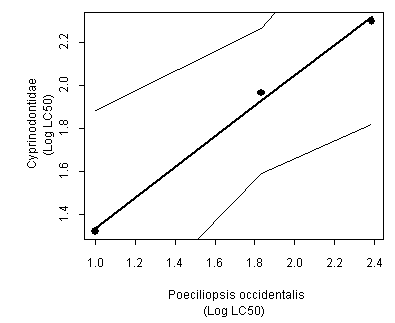 Cyprinodontidae
(Log LC50)
2.2
2.0
1.8
1.6
1.4
1.0 1.2 1.4 1.6 1.8 2.0 2.2 2.4
Poeciliopsis occidentalis
(Log LC50)